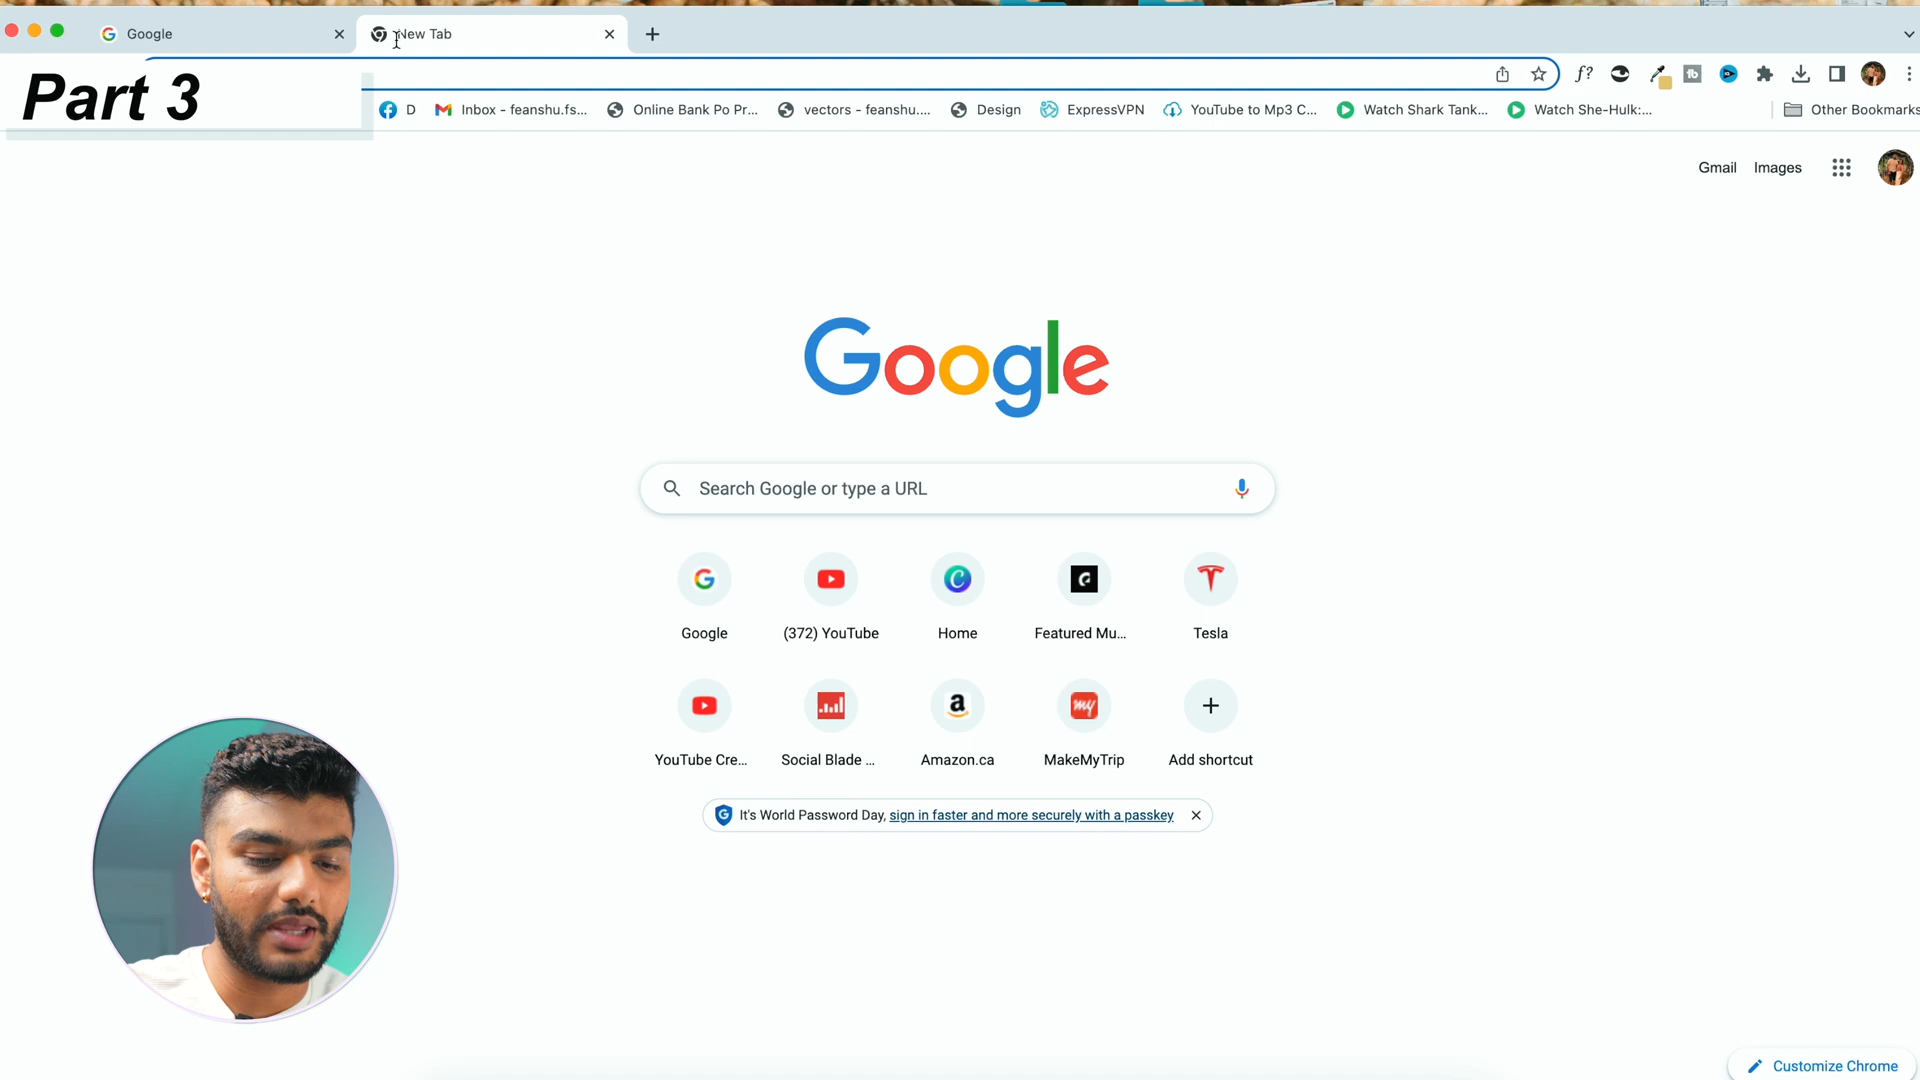 Google
New Tab
Part 3
D
Inbox - feanshu.fs...
Online Bank Po Pr...
vectors - feanshu....
Design
ExpressVPN
YouTube to Mp3 C...
Watch Shark Tank...
Watch She-Hulk:...
Other Bookmarks
Gmail
Images
Google
Search Google or type a URL
Google
(372) YouTube
Home
Featured Mu...
Tesla
YouTube Cre...
Social Blade ...
Amazon.ca
MakeMyTrip
Add shortcut
It's World Password Day, sign in faster and more securely with a passkey
Customize Chrome